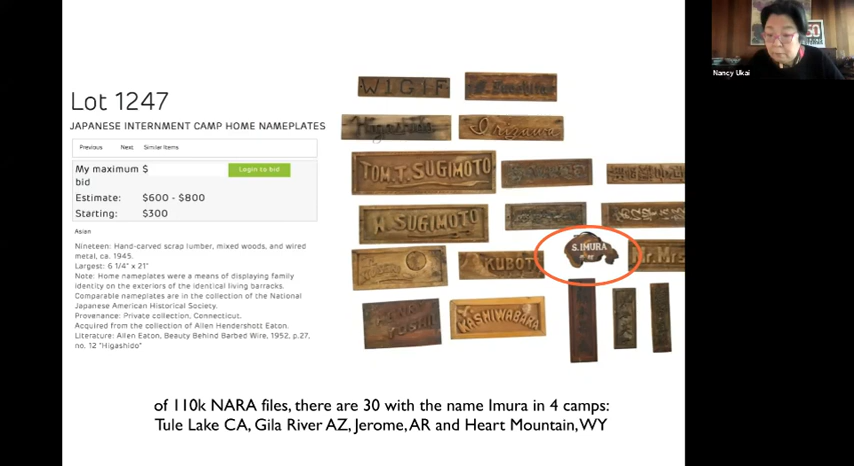 Lot 1247
JAPANESE INTERNMENT CAMP HOME NAMEPLATES
Previous Next Similar Items
My maximum $
bid
Login to bid
Estimate: $600 - $800
Starting: $300
Asian
Nineteen: Hand-carved scrap lumber, mixed woods, and wired
metal, ca. 1945.
Largest: 6 1/4" x 21"
Note: Home nameplates were a means of displaying family
identity on the exteriors of the identical living barracks.
Comparable nameplates are in the collection of the National
Japanese American Historical Society.
Provenance: Private collection, Connecticut.
Acquired from the collection of Allen Hendershott Eaton.
Literature: Allen Eaton, Beauty Behind Barbed Wire, 1952, p.27,
no. 12 "Higashido"
W1G1F
TOM.T.SUGIMOTO
N.SUGIMOTO
S.IMURA
KUBOT
Mr.Mrs
KASHIWABARA
of 110k NARA files, there are 30 with the name Imura in 4 camps:
Tule Lake CA, Gila River AZ, Jerome, AR and Heart Mountain, WY
Nancy Ukai
50